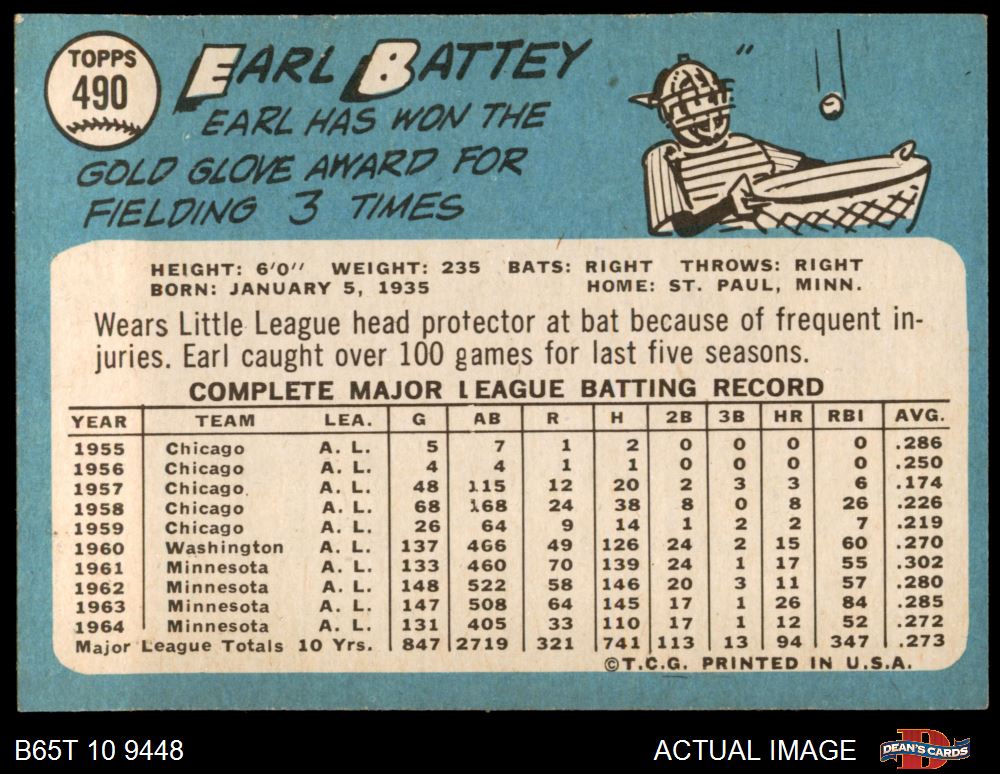 TOPPS
490
EARL BATTEY
EARL HAS WON THE
GOLD GLOVE AWARD FOR
FIELDING 3 TIMES
HEIGHT: 6'0" WEIGHT: 235 BATS: RIGHT THROWS: RIGHT
BORN: JANUARY 5, 1935 HOME: ST. PAUL, MINN.
Wears Little League head protector at bat because of frequent in-
juries. Earl caught over 100 games for last five seasons.
COMPLETE MAJOR LEAGUE BATTING RECORD
YEAR TEAM LEA. G AB R H 2B 3B HR RBI AVG.
1955 Chicago A. L. 5 7 1 2 0 0 0 0 .286
1956 Chicago A. L. 4 4 1 1 0 0 0 0 .250
1957 Chicago A. L. 48 115 12 20 2 3 3 6 .174
1958 Chicago A. L. 68 168 24 38 8 0 8 26 .226
1959 Chicago A. L. 26 64 9 14 1 2 2 7 .219
1960 Washington A. L. 137 466 49 126 24 2 15 60 .270
1961 Minnesota A. L. 133 460 70 139 24 1 17 55 .302
1962 Minnesota A. L. 148 522 58 146 20 3 11 57 .280
1963 Minnesota A. L. 147 508 64 145 17 1 26 84 .285
1964 Minnesota A. L. 131 405 33 110 17 1 12 52 .272
Major League Totals 10 Yrs. 847 2719 321 741 113 13 94 347 .273
©T.C.G. PRINTED IN U.S.A.
B65T 10 9448 ACTUAL IMAGE DEAN'S CARDS